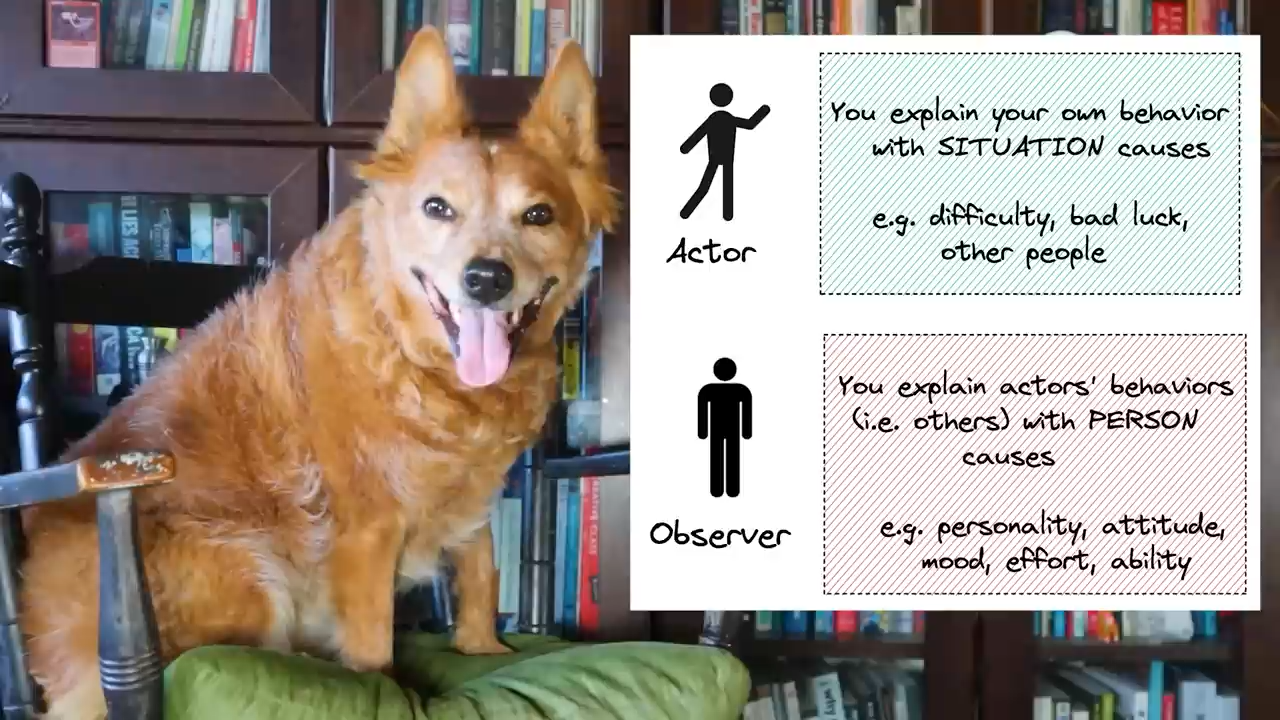 You explain your own behavior
with SITUATION causes
e.g. difficulty, bad luck,
other people
Actor
You explain actors' behaviors
(i.e. others) with PERSON
causes
e.g. personality, attitude,
mood, effort, ability
Observer